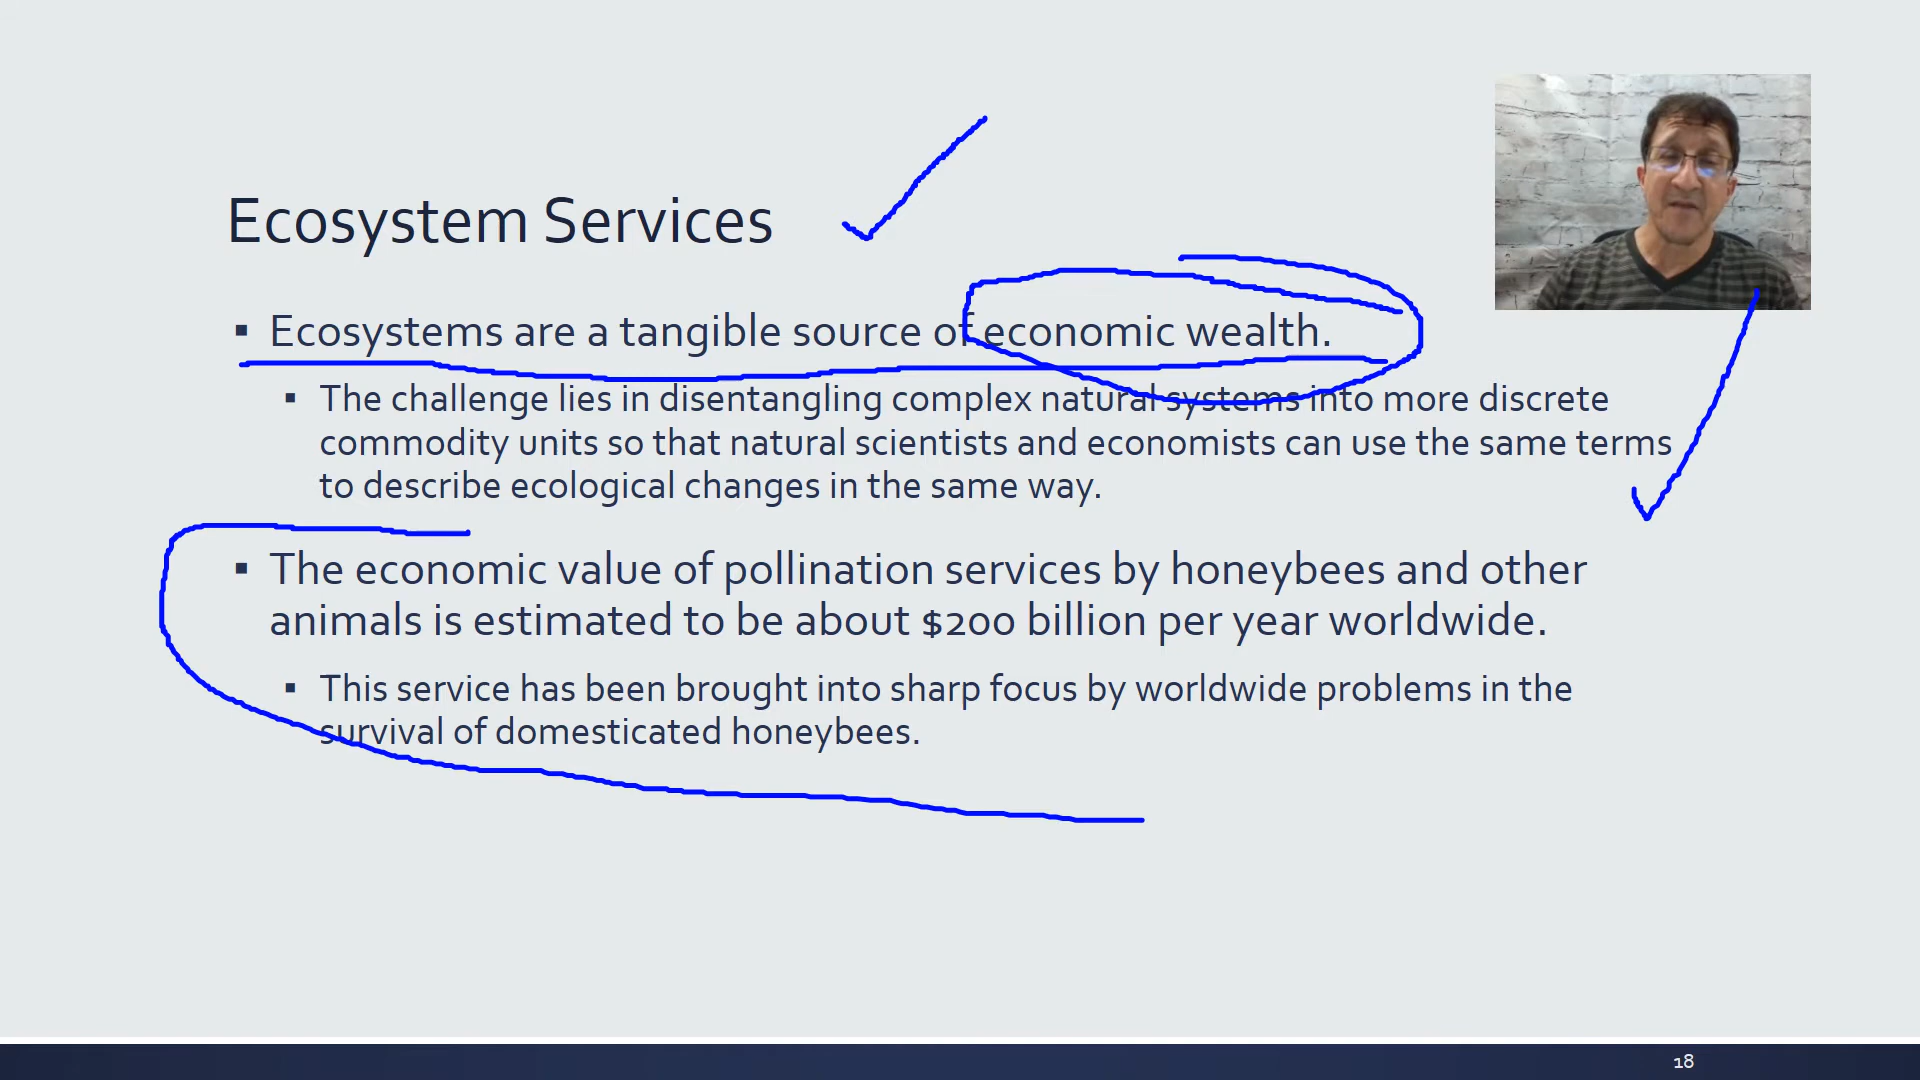 Ecosystem Services
▪ Ecosystems are a tangible source of economic wealth.
▪ The challenge lies in disentangling complex natural systems into more discrete
commodity units so that natural scientists and economists can use the same terms
to describe ecological changes in the same way.
▪ The economic value of pollination services by honeybees and other
animals is estimated to be about $200 billion per year worldwide.
▪ This service has been brought into sharp focus by worldwide problems in the
survival of domesticated honeybees.
18